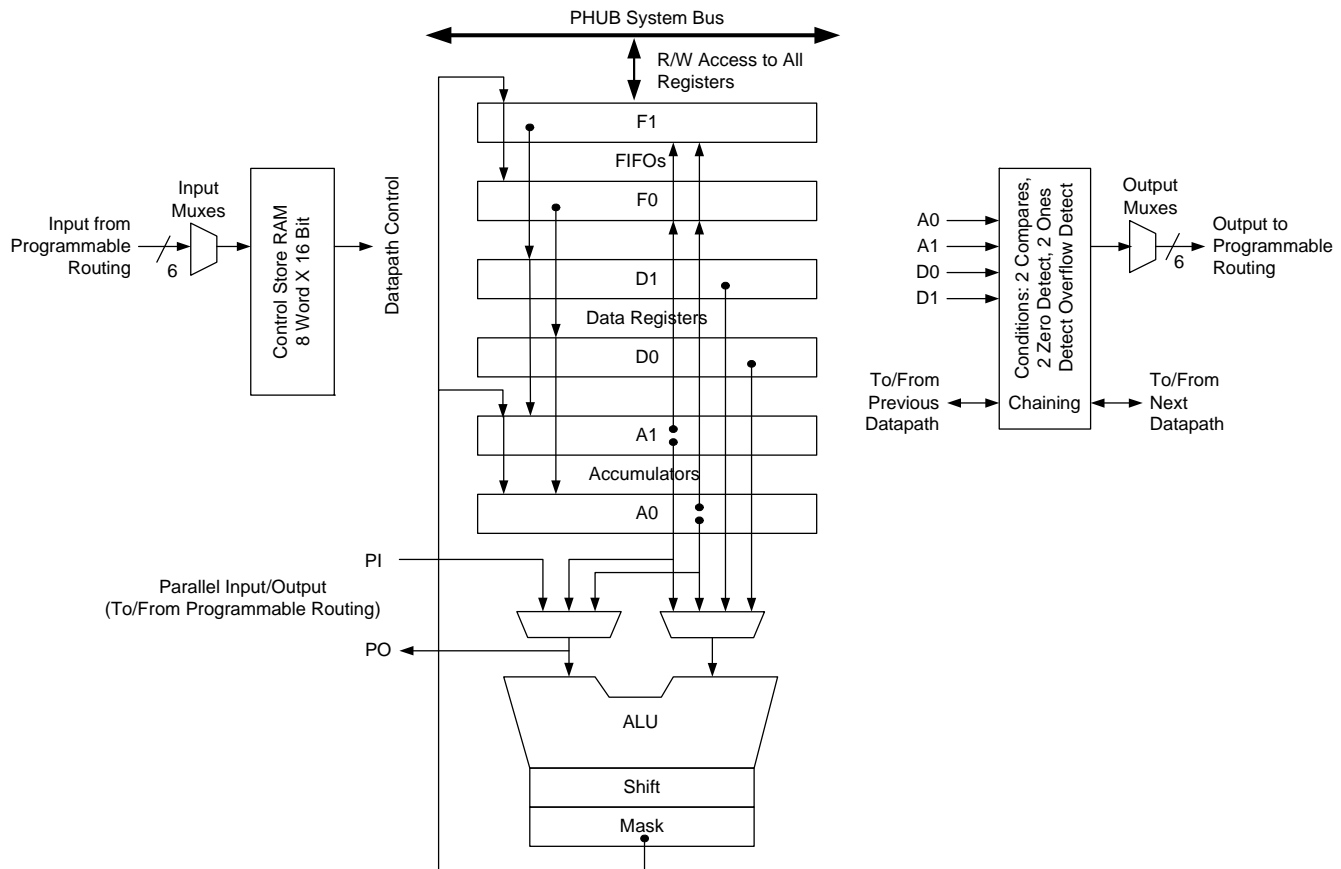 PHUB System Bus
R/W Access to All
Registers
F1
FIFOs
F0
D1
Data Registers
D0
A1
Accumulators
A0
Input from
Programmable
Routing
6
Input
Muxes
Control Store RAM
8 Word X 16 Bit
Datapath Control
A0
A1
D0
D1
Conditions: 2 Compares,
2 Zero Detect, 2 Ones
Detect Overflow Detect
Chaining
Output
Muxes
6
Output to
Programmable
Routing
To/From
Previous
Datapath
To/From
Next
Datapath
PI
Parallel Input/Output
(To/From Programmable Routing)
PO
ALU
Shift
Mask